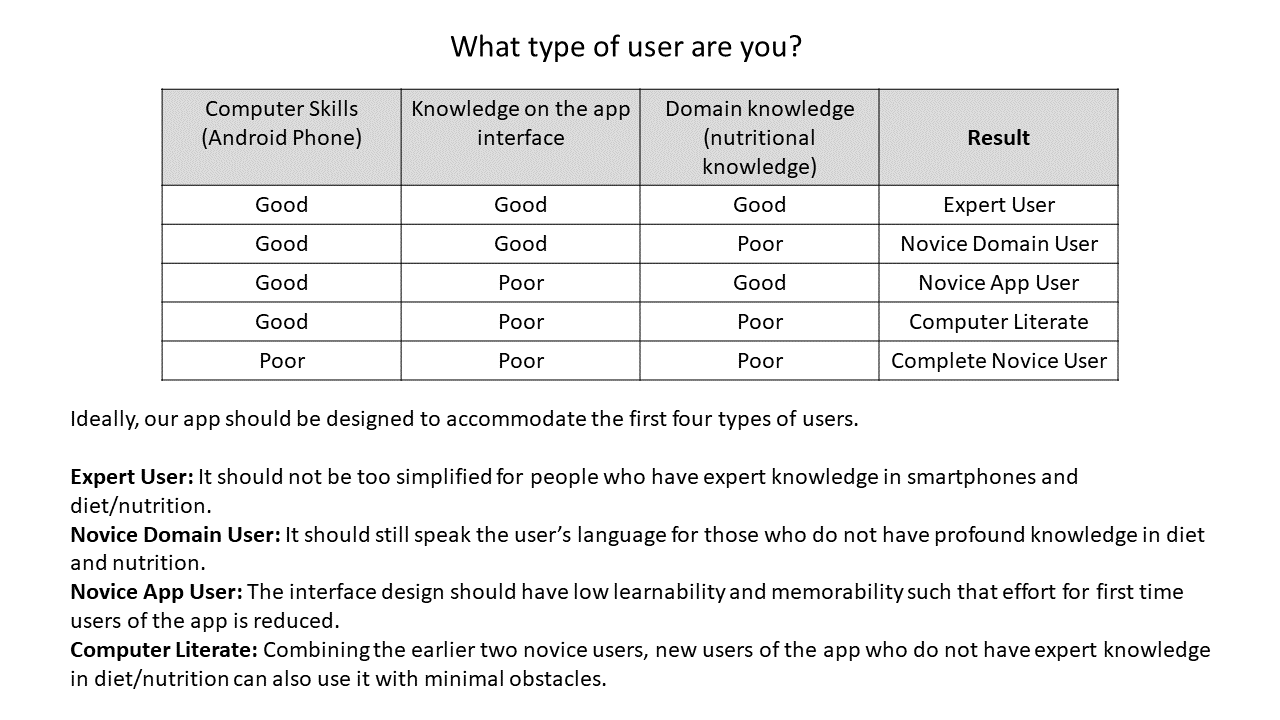 What type of user are you?
Computer Skills (Android Phone) Knowledge on the app interface Domain knowledge (nutritional knowledge) Result
Good Good Good Expert User
Good Good Poor Novice Domain User
Good Poor Good Novice App User
Good Poor Poor Computer Literate
Poor Poor Poor Complete Novice User
Ideally, our app should be designed to accommodate the first four types of users.
Expert User: It should not be too simplified for people who have expert knowledge in smartphones and
diet/nutrition.
Novice Domain User: It should still speak the user’s language for those who do not have profound knowledge in diet
and nutrition.
Novice App User: The interface design should have low learnability and memorability such that effort for first time
users of the app is reduced.
Computer Literate: Combining the earlier two novice users, new users of the app who do not have expert knowledge
in diet/nutrition can also use it with minimal obstacles.